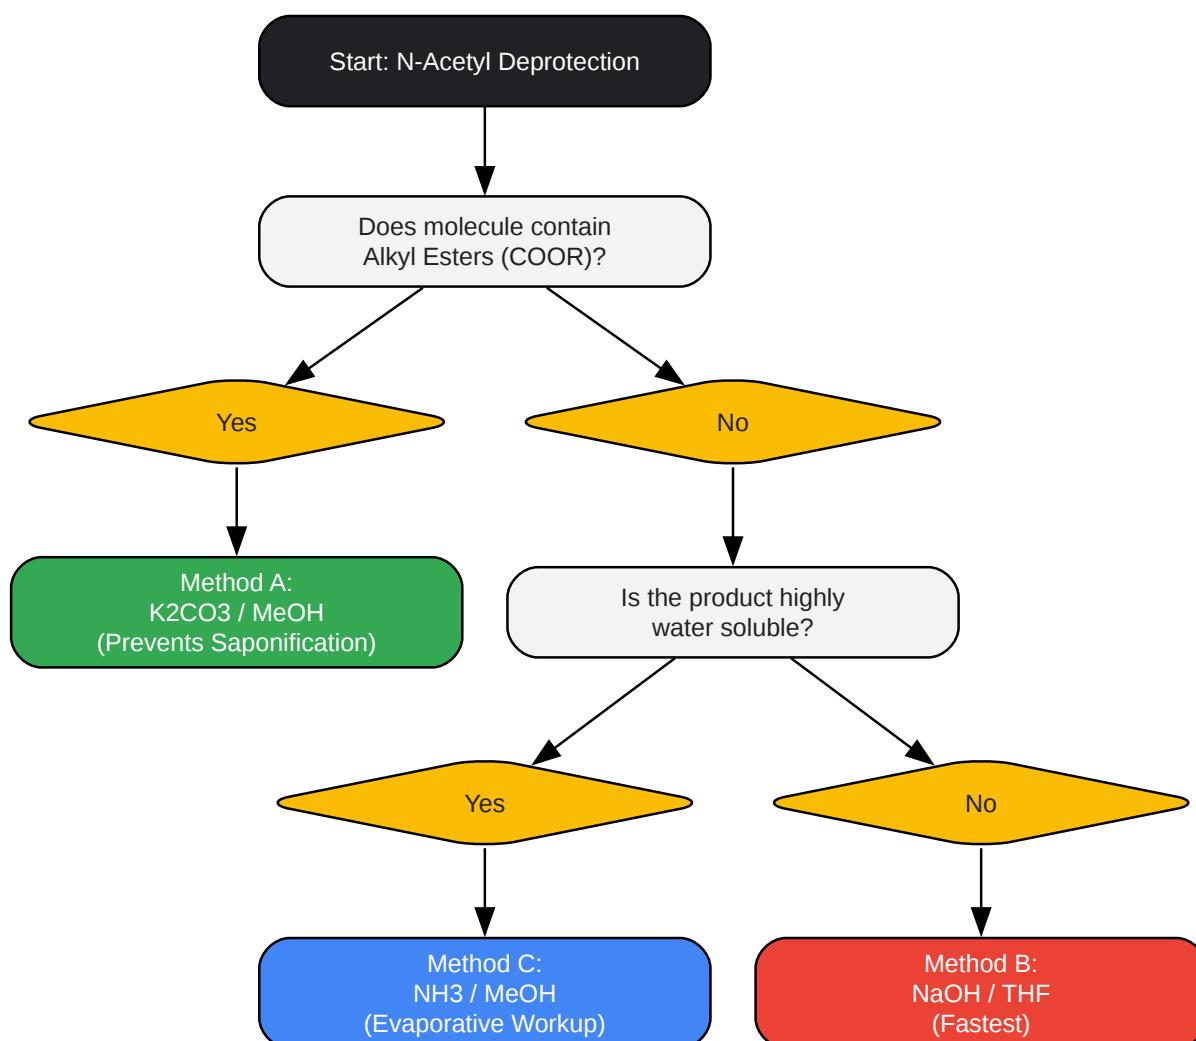 Start: N-Acetyl Deprotection
Does molecule contain
Alkyl Esters (COOR)?
Yes
No
Method A:
K2CO3 / MeOH
(Prevents Saponification)
Is the product highly
water soluble?
Yes
No
Method C:
NH3 / MeOH
(Evaporative Workup)
Method B:
NaOH / THF
(Fastest)